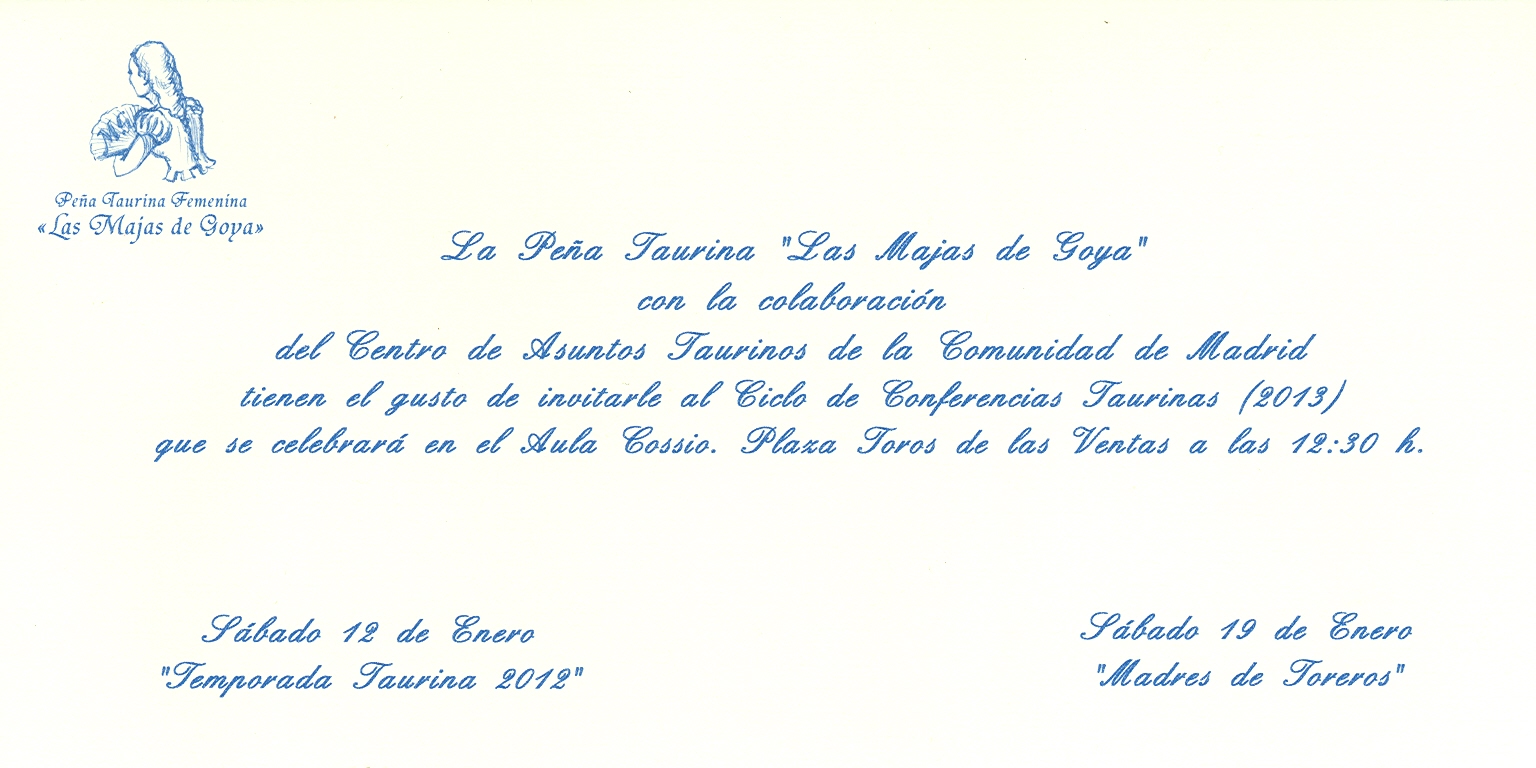 Peña Taurina Femenina
«Las Majas de Goya»
La Peña Taurina "Las Majas de Goya"
con la colaboración
del Centro de Asuntos Taurinos de la Comunidad de Madrid
tienen el gusto de invitarle al Ciclo de Conferencias Taurinas (2013)
que se celebrará en el Aula Cossio. Plaza Toros de las Ventas a las 12:30 h.
Sábado 12 de Enero
"Temporada Taurina 2012"
Sábado 19 de Enero
"Madres de Toreros"